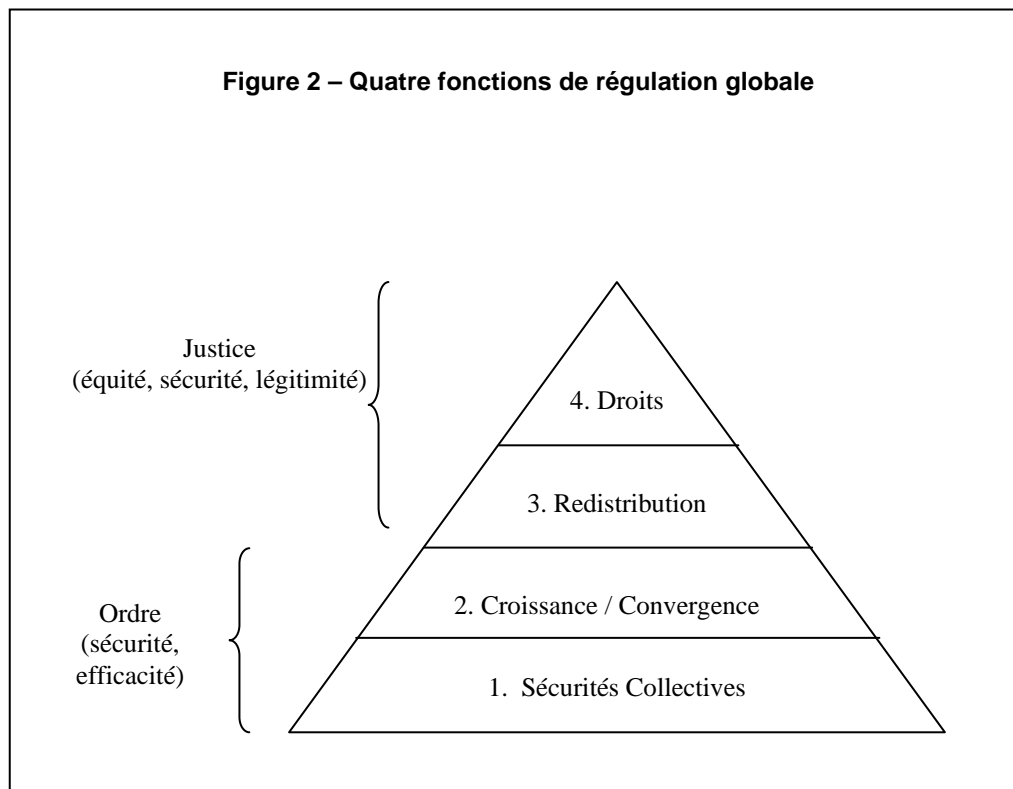 Figure 2 – Quatre fonctions de régulation globale
Justice
(équité, sécurité, légitimité)
4. Droits
3. Redistribution
2. Croissance / Convergence
Ordre
(sécurité,
efficacité)
1. Sécurités Collectives